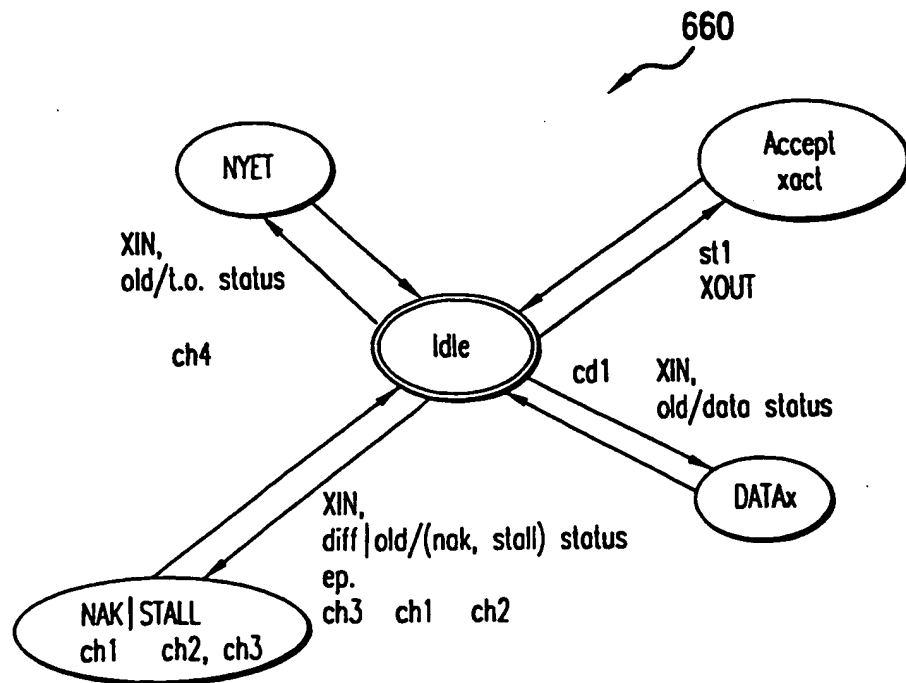 660
NYET
Accept
xact
XIN,
old/t.o. status
st1
XOUT
Idle
ch4
cd1
XIN,
old/data status
DATAx
XIN,
diff|old/(nak, stall) status
ep.
ch3 ch1 ch2
NAK|STALL
ch1 ch2, ch3